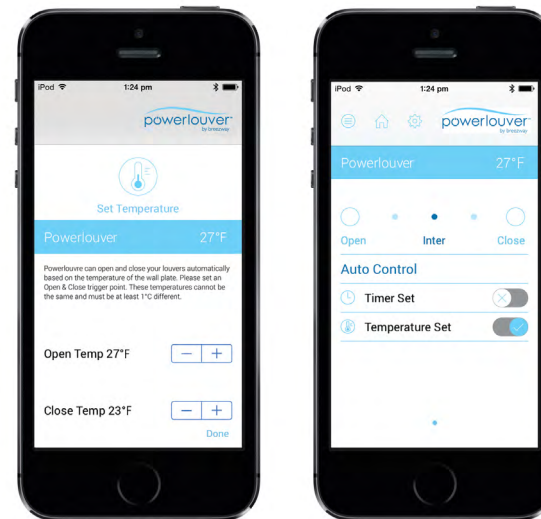 iPod 1:24 pm
powerlouver™
by breezway
Set Temperature
Powerlouver 27°F
Powerlouvre can open and close your louvers automatically
based on the temperature of the wall plate. Please set an
Open & Close trigger point. These temperatures cannot be
the same and must be at least 1°C different.
Open Temp 27°F − +
Close Temp 23°F − +
Done
iPod 1:24 pm
powerlouver™
by breezway
Powerlouver 27°F
Open Inter Close
Auto Control
Timer Set
Temperature Set